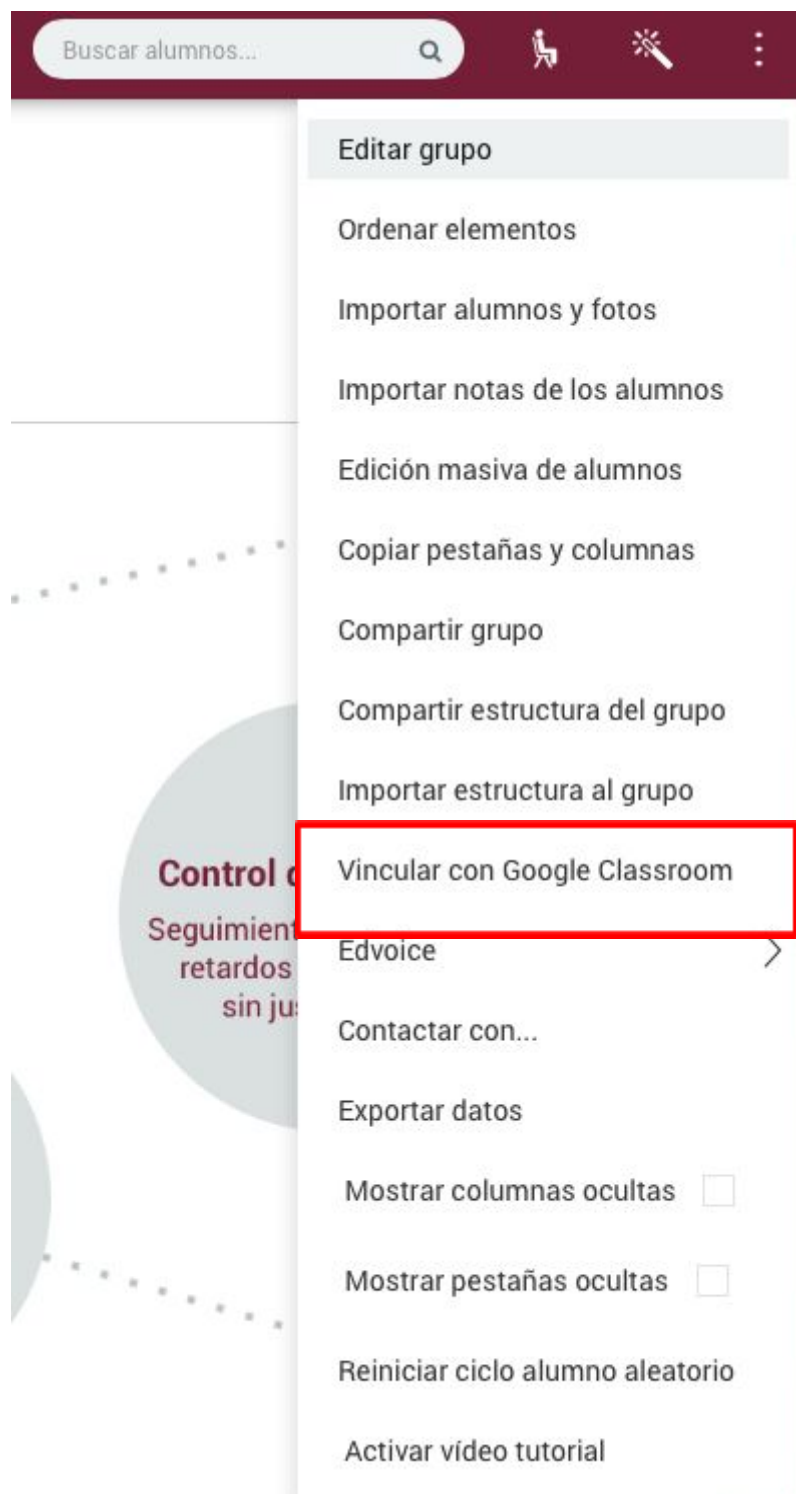 Buscar alumnos...
Editar grupo
Ordenar elementos
Importar alumnos y fotos
Importar notas de los alumnos
Edición masiva de alumnos
Copiar pestañas y columnas
Compartir grupo
Compartir estructura del grupo
Importar estructura al grupo
Vincular con Google Classroom
Edvoice
Contactar con...
Exportar datos
Mostrar columnas ocultas
Mostrar pestañas ocultas
Reiniciar ciclo alumno aleatorio
Activar vídeo tutorial
Control
Seguimient
retardos
sin ju